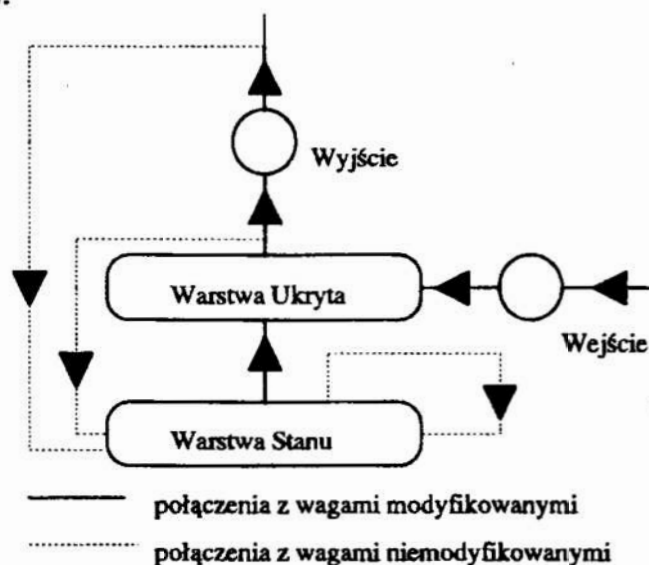 Wyjście
Warstwa Ukryta
Wejście
Warstwa Stanu
połączenia z wagami modyfikowanymi
połączenia z wagami niemodyfikowanymi